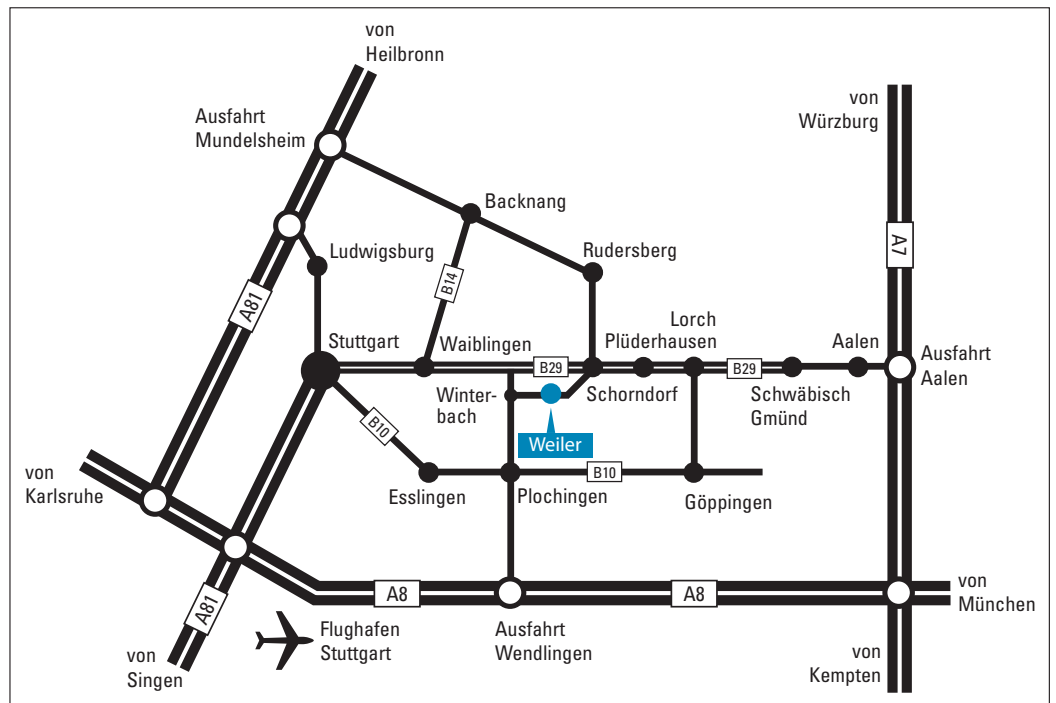 von
Heilbronn
von
Würzburg
Ausfahrt
Mundelsheim
Backnang
Ludwigsburg
Rudersberg
A7
B14
A81
Stuttgart
Waiblingen
B29
Lorch
Plüderhausen
B29
Aalen
Ausfahrt
Aalen
Winter-
bach
Schorndorf
Schwäbisch
Gmünd
B10
Weiler
von
Karlsruhe
Esslingen
Plochingen
B10
Göppingen
A81
A8
A8
von
München
Flughafen
Stuttgart
Ausfahrt
Wendlingen
von
Singen
von
Kempten